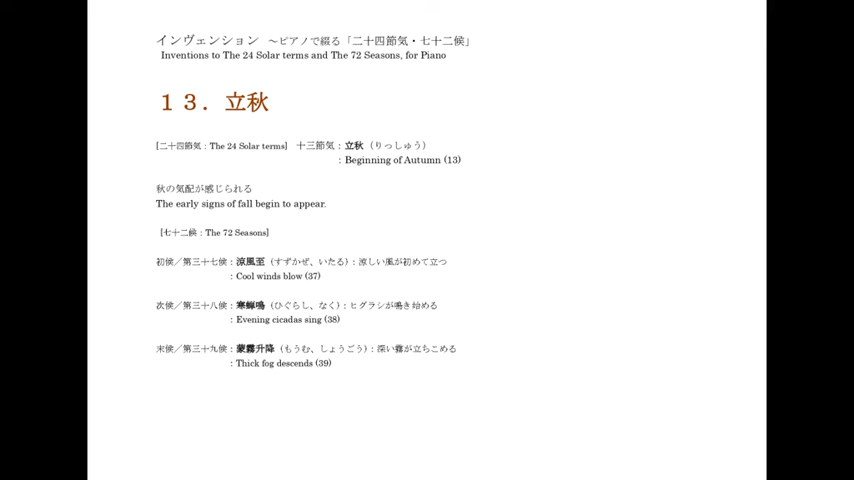 インヴェンション ～ピアノで綴る「二十四節気・七十二候」
Inventions to The 24 Solar terms and The 72 Seasons, for Piano
１３．立秋
[二十四節気：The 24 Solar terms] 十三節気：立秋（りっしゅう）
：Beginning of Autumn (13)
秋の気配が感じられる
The early signs of fall begin to appear.
[七十二候：The 72 Seasons]
初侯／第三十七候：涼風至（すずかぜ、いたる）：涼しい風が初めて立つ
：Cool winds blow (37)
次侯／第三十八候：寒蝉鳴（ひぐらし、なく）：ヒグラシが鳴き始める
：Evening cicadas sing (38)
末侯／第三十九候：蒙霧升降（もうむ、しょうごう）：深い霧が立ちこめる
：Thick fog descends (39)